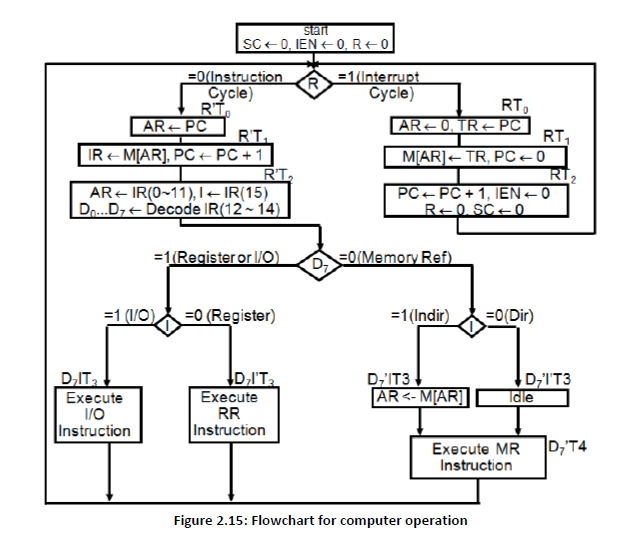 start
SC ← 0, IEN ← 0, R ← 0
=0(Instruction Cycle)
R
=1(Interrupt Cycle)
R'T₀
AR ← PC
R'T₁
IR ← M[AR], PC ← PC + 1
R'T₂
AR ← IR(0~11), I ← IR(15)
D₀...D₇ ← Decode IR(12 ~ 14)
RT₀
AR ← 0, TR ← PC
RT₁
M[AR] ← TR, PC ← 0
RT₂
PC ← PC + 1, IEN ← 0
R ← 0, SC ← 0
=1(Register or I/O)
D₇
=0(Memory Ref)
=1 (I/O)
I
=0 (Register)
=1(Indir)
I
=0(Dir)
D₇IT₃
Execute
I/O
Instruction
D₇I'T₃
Execute
RR
Instruction
D₇'IT3
AR <- M[AR]
D₇'I'T3
Idle
Execute MR
Instruction
D₇'T4
Figure 2.15: Flowchart for computer operation